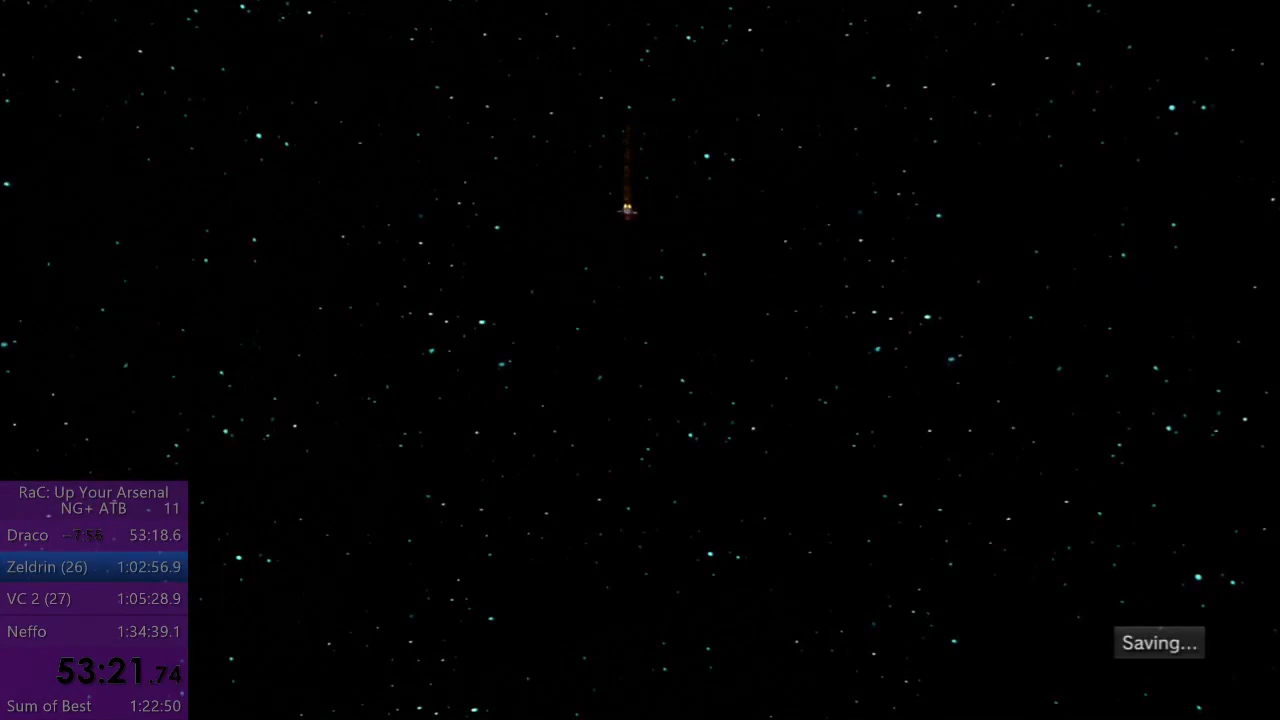 RaC: Up Your Arsenal
NG+ ATB 11
Draco -7:56 53:18.6
Zeldrin (26) 1:02:56.9
VC 2 (27) 1:05:28.9
Neffo 1:34:39.1
53:21.74
Sum of Best 1:22:50
Saving...